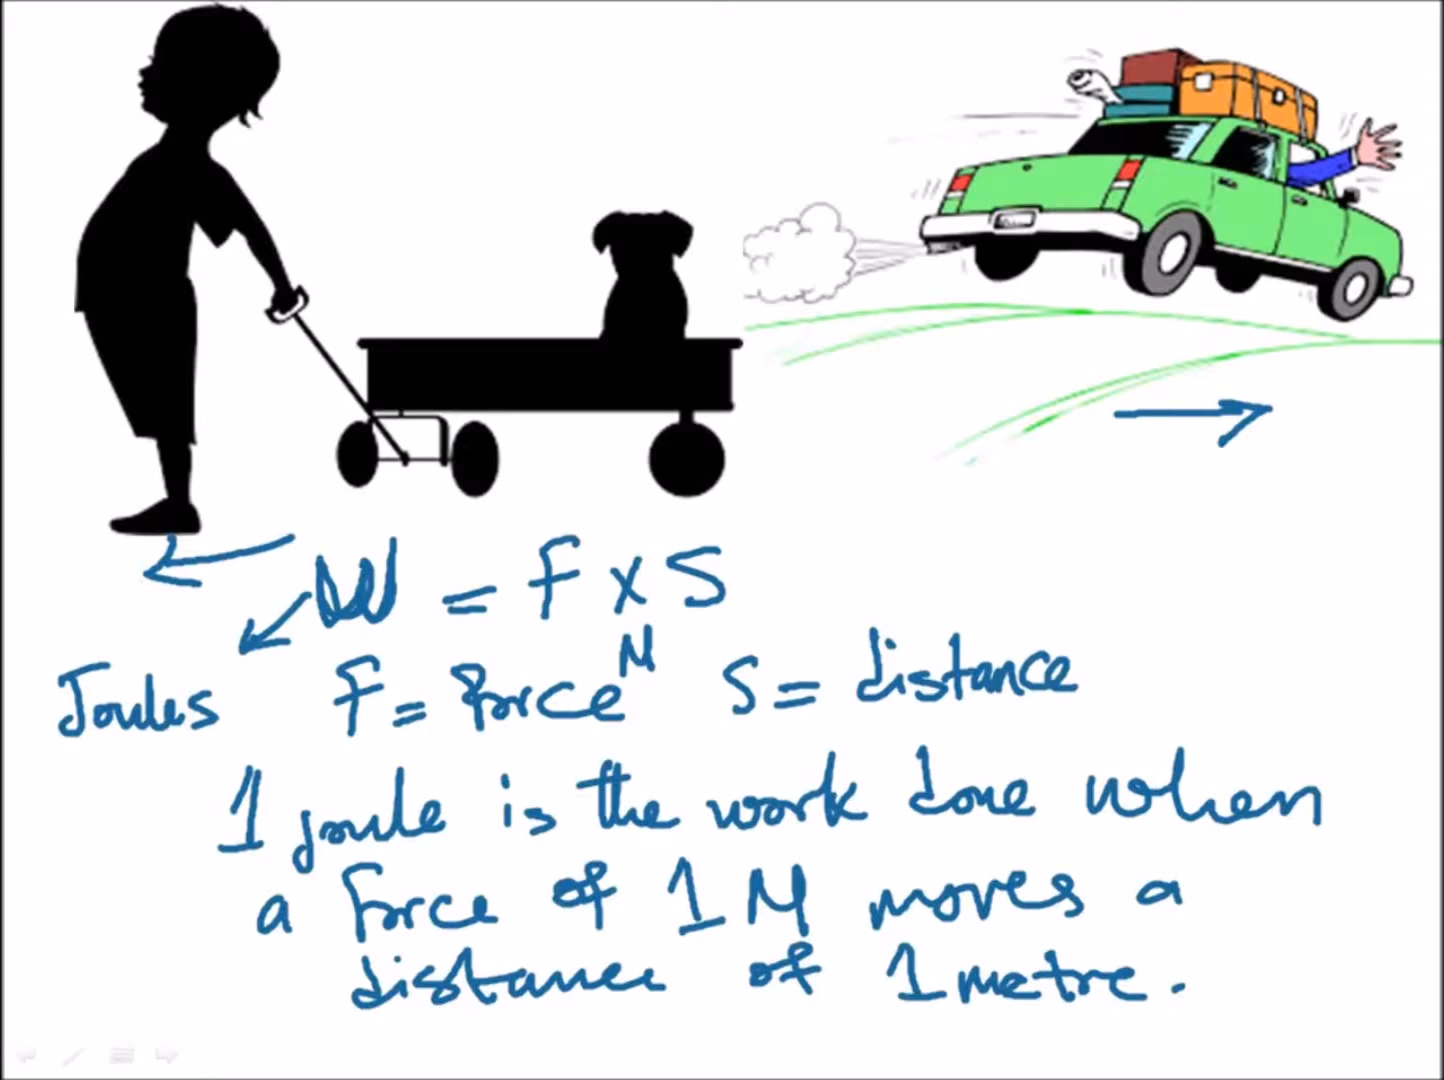 W = F x S
Joules F = Force N S = distance
1 joule is the work done when
a force of 1 N moves a
distance of 1 metre.